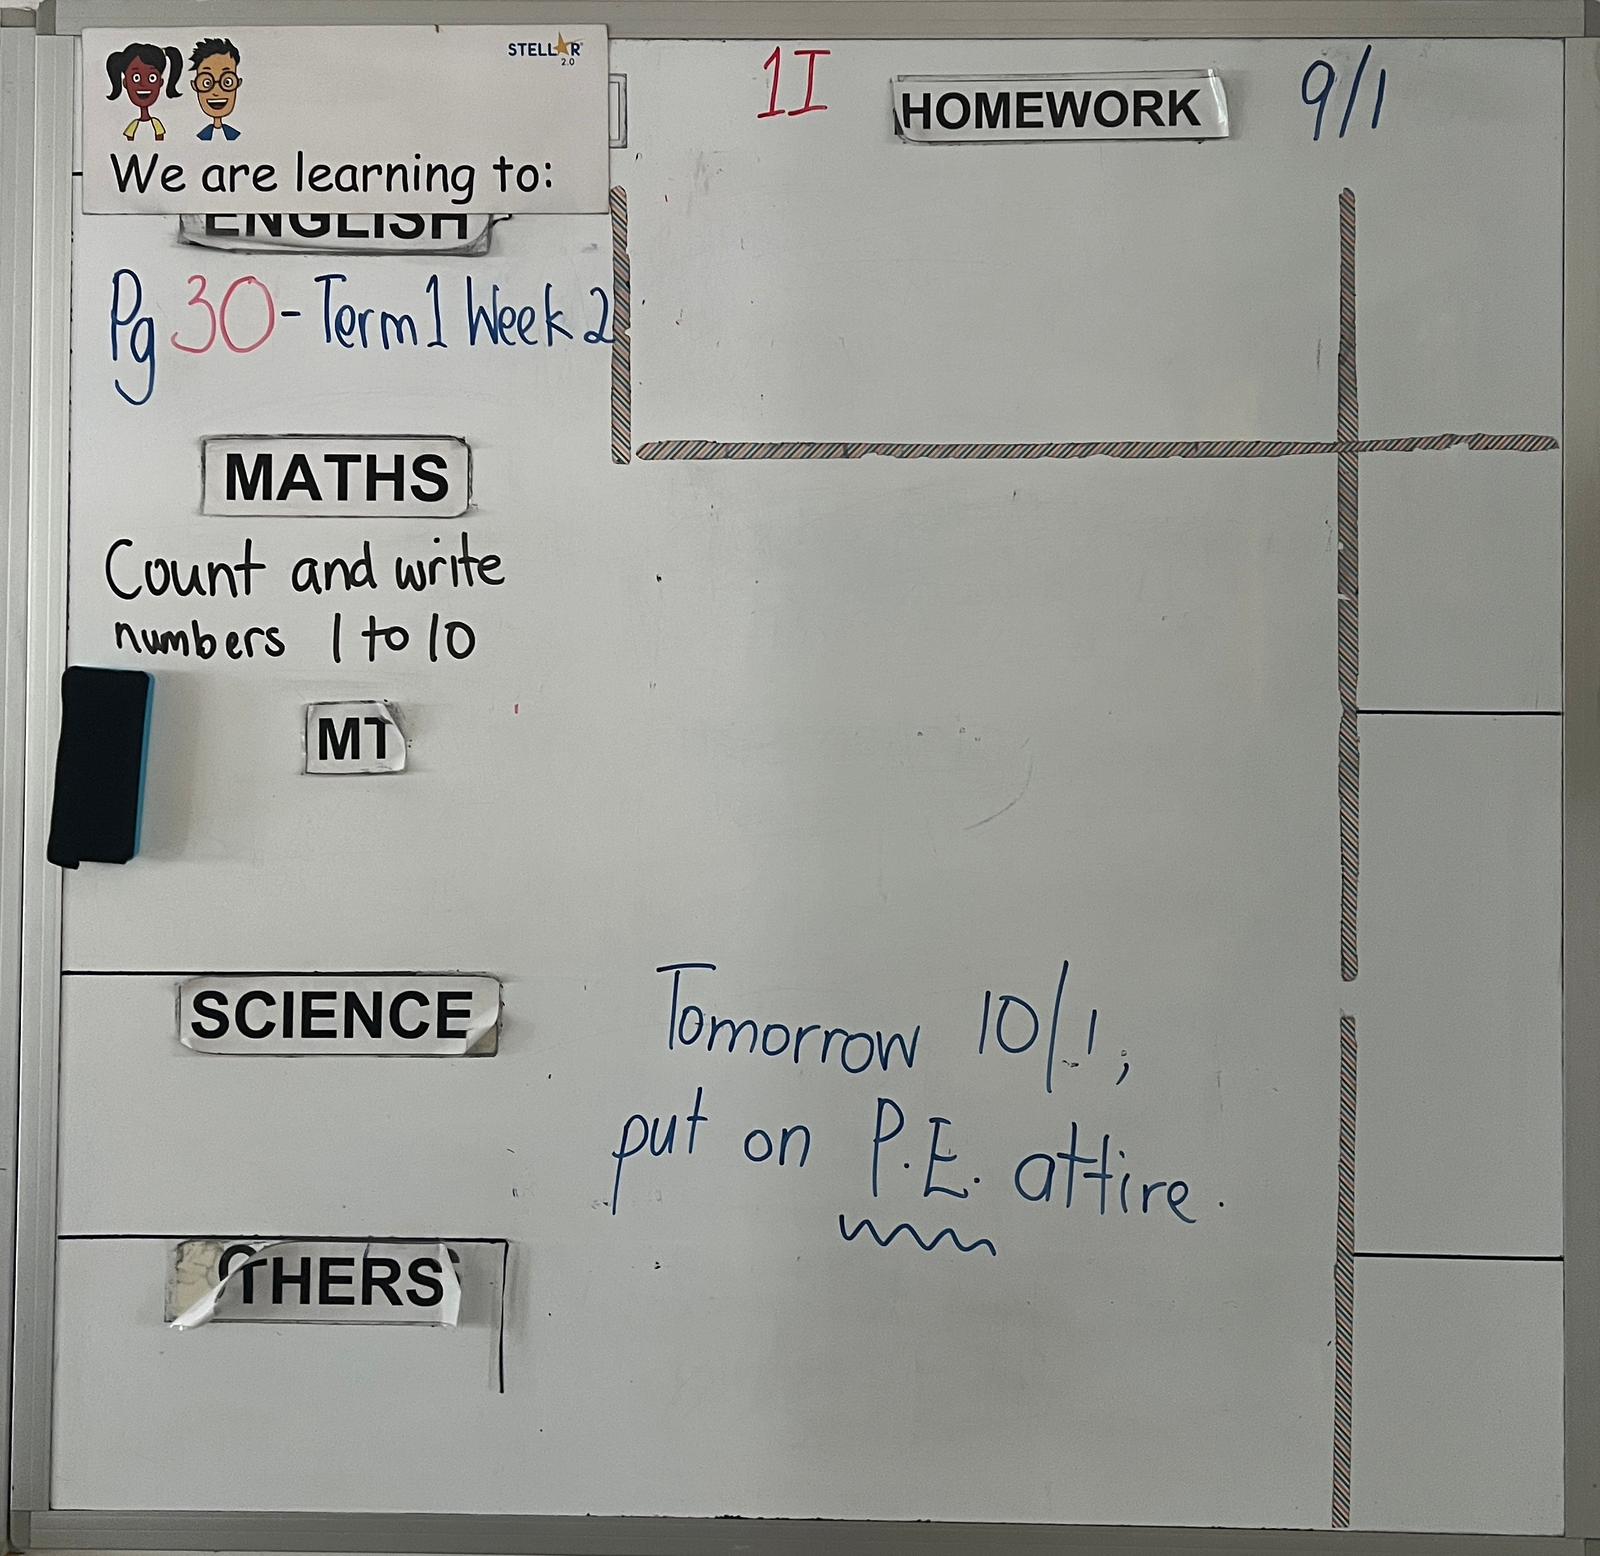 STELLAR
2.0
We are learning to:
1I
HOMEWORK
9/1
ENGLISH
Pg 30 - Term 1 Week 2
MATHS
Count and write
numbers 1 to 10
MT
SCIENCE
Tomorrow 10/1,
put on P.E. attire.
OTHERS